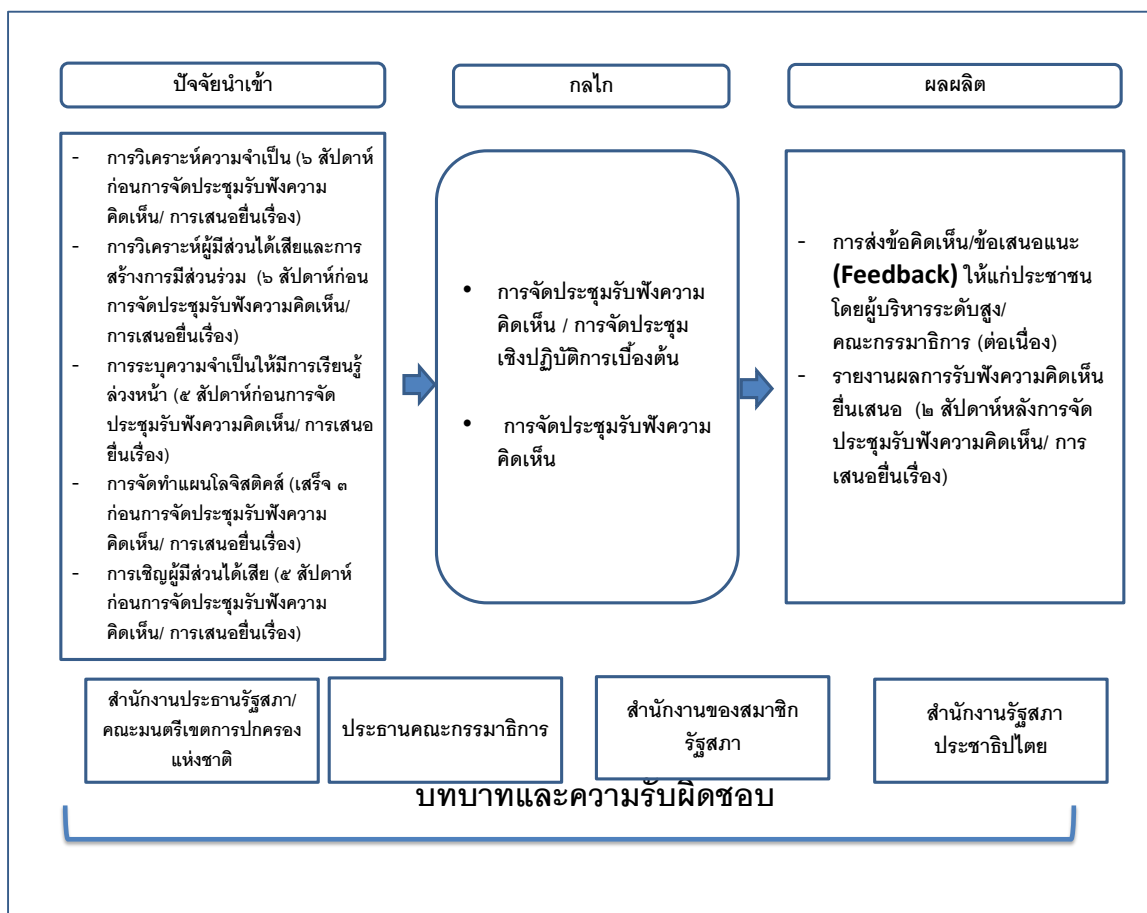 ปัจจัยนำเข้า
กลไก
ผลผลิต
- การวิเคราะห์ความจำเป็น (๖ สัปดาห์
ก่อนการจัดประชุมรับฟังความ
คิดเห็น/ การเสนอยื่นเรื่อง)
- การวิเคราะห์ผู้มีส่วนได้เสียและการ
สร้างการมีส่วนร่วม (๖ สัปดาห์ก่อน
การจัดประชุมรับฟังความคิดเห็น/
การเสนอยื่นเรื่อง)
- การระบุความจำเป็นให้มีการเรียนรู้
ล่วงหน้า (๕ สัปดาห์ก่อนการจัด
ประชุมรับฟังความคิดเห็น/ การเสนอ
ยื่นเรื่อง)
- การจัดทำแผนโลจิสติคส์ (เสร็จ ๓
ก่อนการจัดประชุมรับฟังความ
คิดเห็น/ การเสนอยื่นเรื่อง)
- การเชิญผู้มีส่วนได้เสีย (๕ สัปดาห์
ก่อนการจัดประชุมรับฟังความ
คิดเห็น/ การเสนอยื่นเรื่อง)
• การจัดประชุมรับฟังความ
คิดเห็น / การจัดประชุม
เชิงปฏิบัติการเบี้องต้น
• การจัดประชุมรับฟังความ
คิดเห็น
- การส่งข้อคิดเห็น/ข้อเสนอแนะ
(Feedback) ให้แก่ประชาชน
โดยผู้บริหารระดับสูง/
คณะกรรมาธิการ (ต่อเนื่อง)
- รายงานผลการรับฟังความคิดเห็น
ยื่นเสนอ (๒ สัปดาห์หลังการจัด
ประชุมรับฟังความคิดเห็น/ การ
เสนอยื่นเรื่อง)
สำนักงานประธานรัฐสภา/
คณะมนตรีเขตการปกครอง
แห่งชาติ
ประธานคณะกรรมาธิการ
สำนักงานของสมาชิก
รัฐสภา
สำนักงานรัฐสภา
ประชาธิปไตย
บทบาทและความรับผิดชอบ